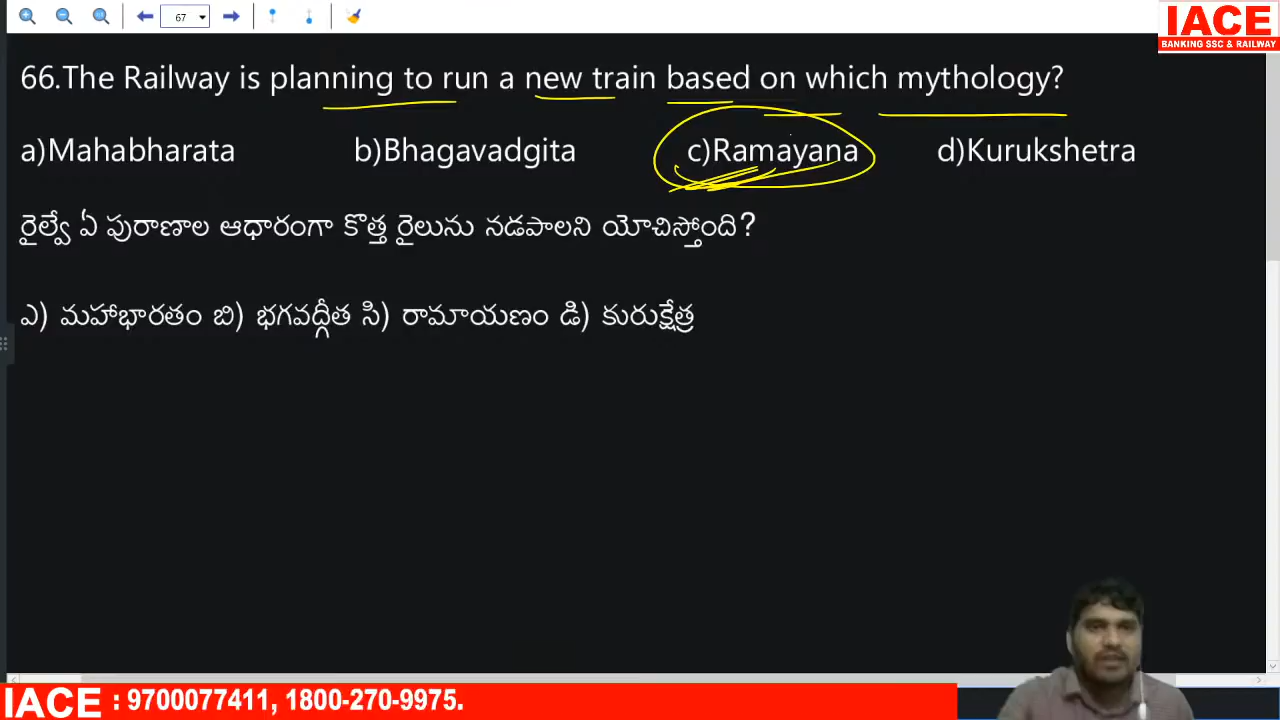 67
IACE
BANKING SSC & RAILWAY
66.The Railway is planning to run a new train based on which mythology?
a)Mahabharata b)Bhagavadgita c)Ramayana d)Kurukshetra
రైల్వే ఏ పురాణాల ఆధారంగా కొత్త రైలును నడపాలని యోచిస్తోంది?
ఎ) మహాభారతం బి) భగవద్గీత సి) రామాయణం డి) కురుక్షేత్ర
IACE : 9700077411, 1800-270-9975.